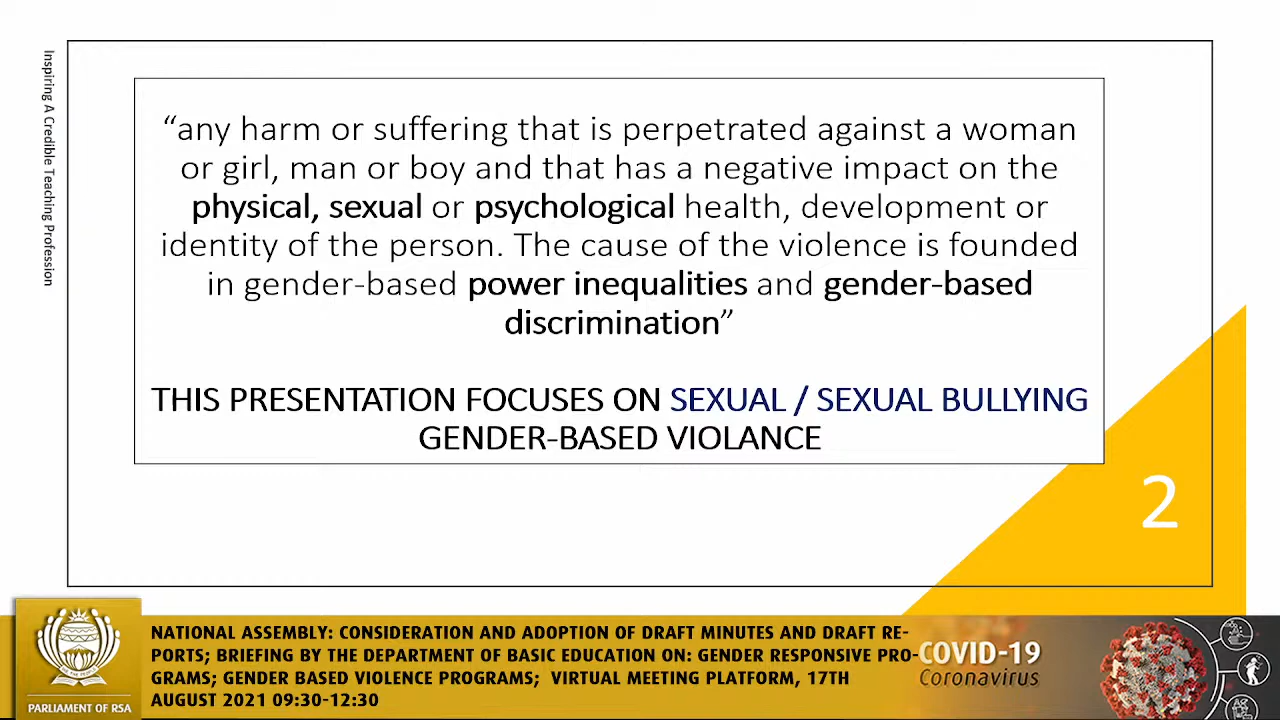 Inspiring A Credible Teaching Profession
“any harm or suffering that is perpetrated against a woman
or girl, man or boy and that has a negative impact on the
physical, sexual or psychological health, development or
identity of the person. The cause of the violence is founded
in gender-based power inequalities and gender-based
discrimination”
THIS PRESENTATION FOCUSES ON SEXUAL / SEXUAL BULLYING
GENDER-BASED VIOLANCE
2
NATIONAL ASSEMBLY: CONSIDERATION AND ADOPTION OF DRAFT MINUTES AND DRAFT RE-
PORTS; BRIEFING BY THE DEPARTMENT OF BASIC EDUCATION ON: GENDER RESPONSIVE PRO-
GRAMS; GENDER BASED VIOLENCE PROGRAMS; VIRTUAL MEETING PLATFORM, 17TH
AUGUST 2021 09:30-12:30
PARLIAMENT OF RSA
COVID-19
Coronavirus